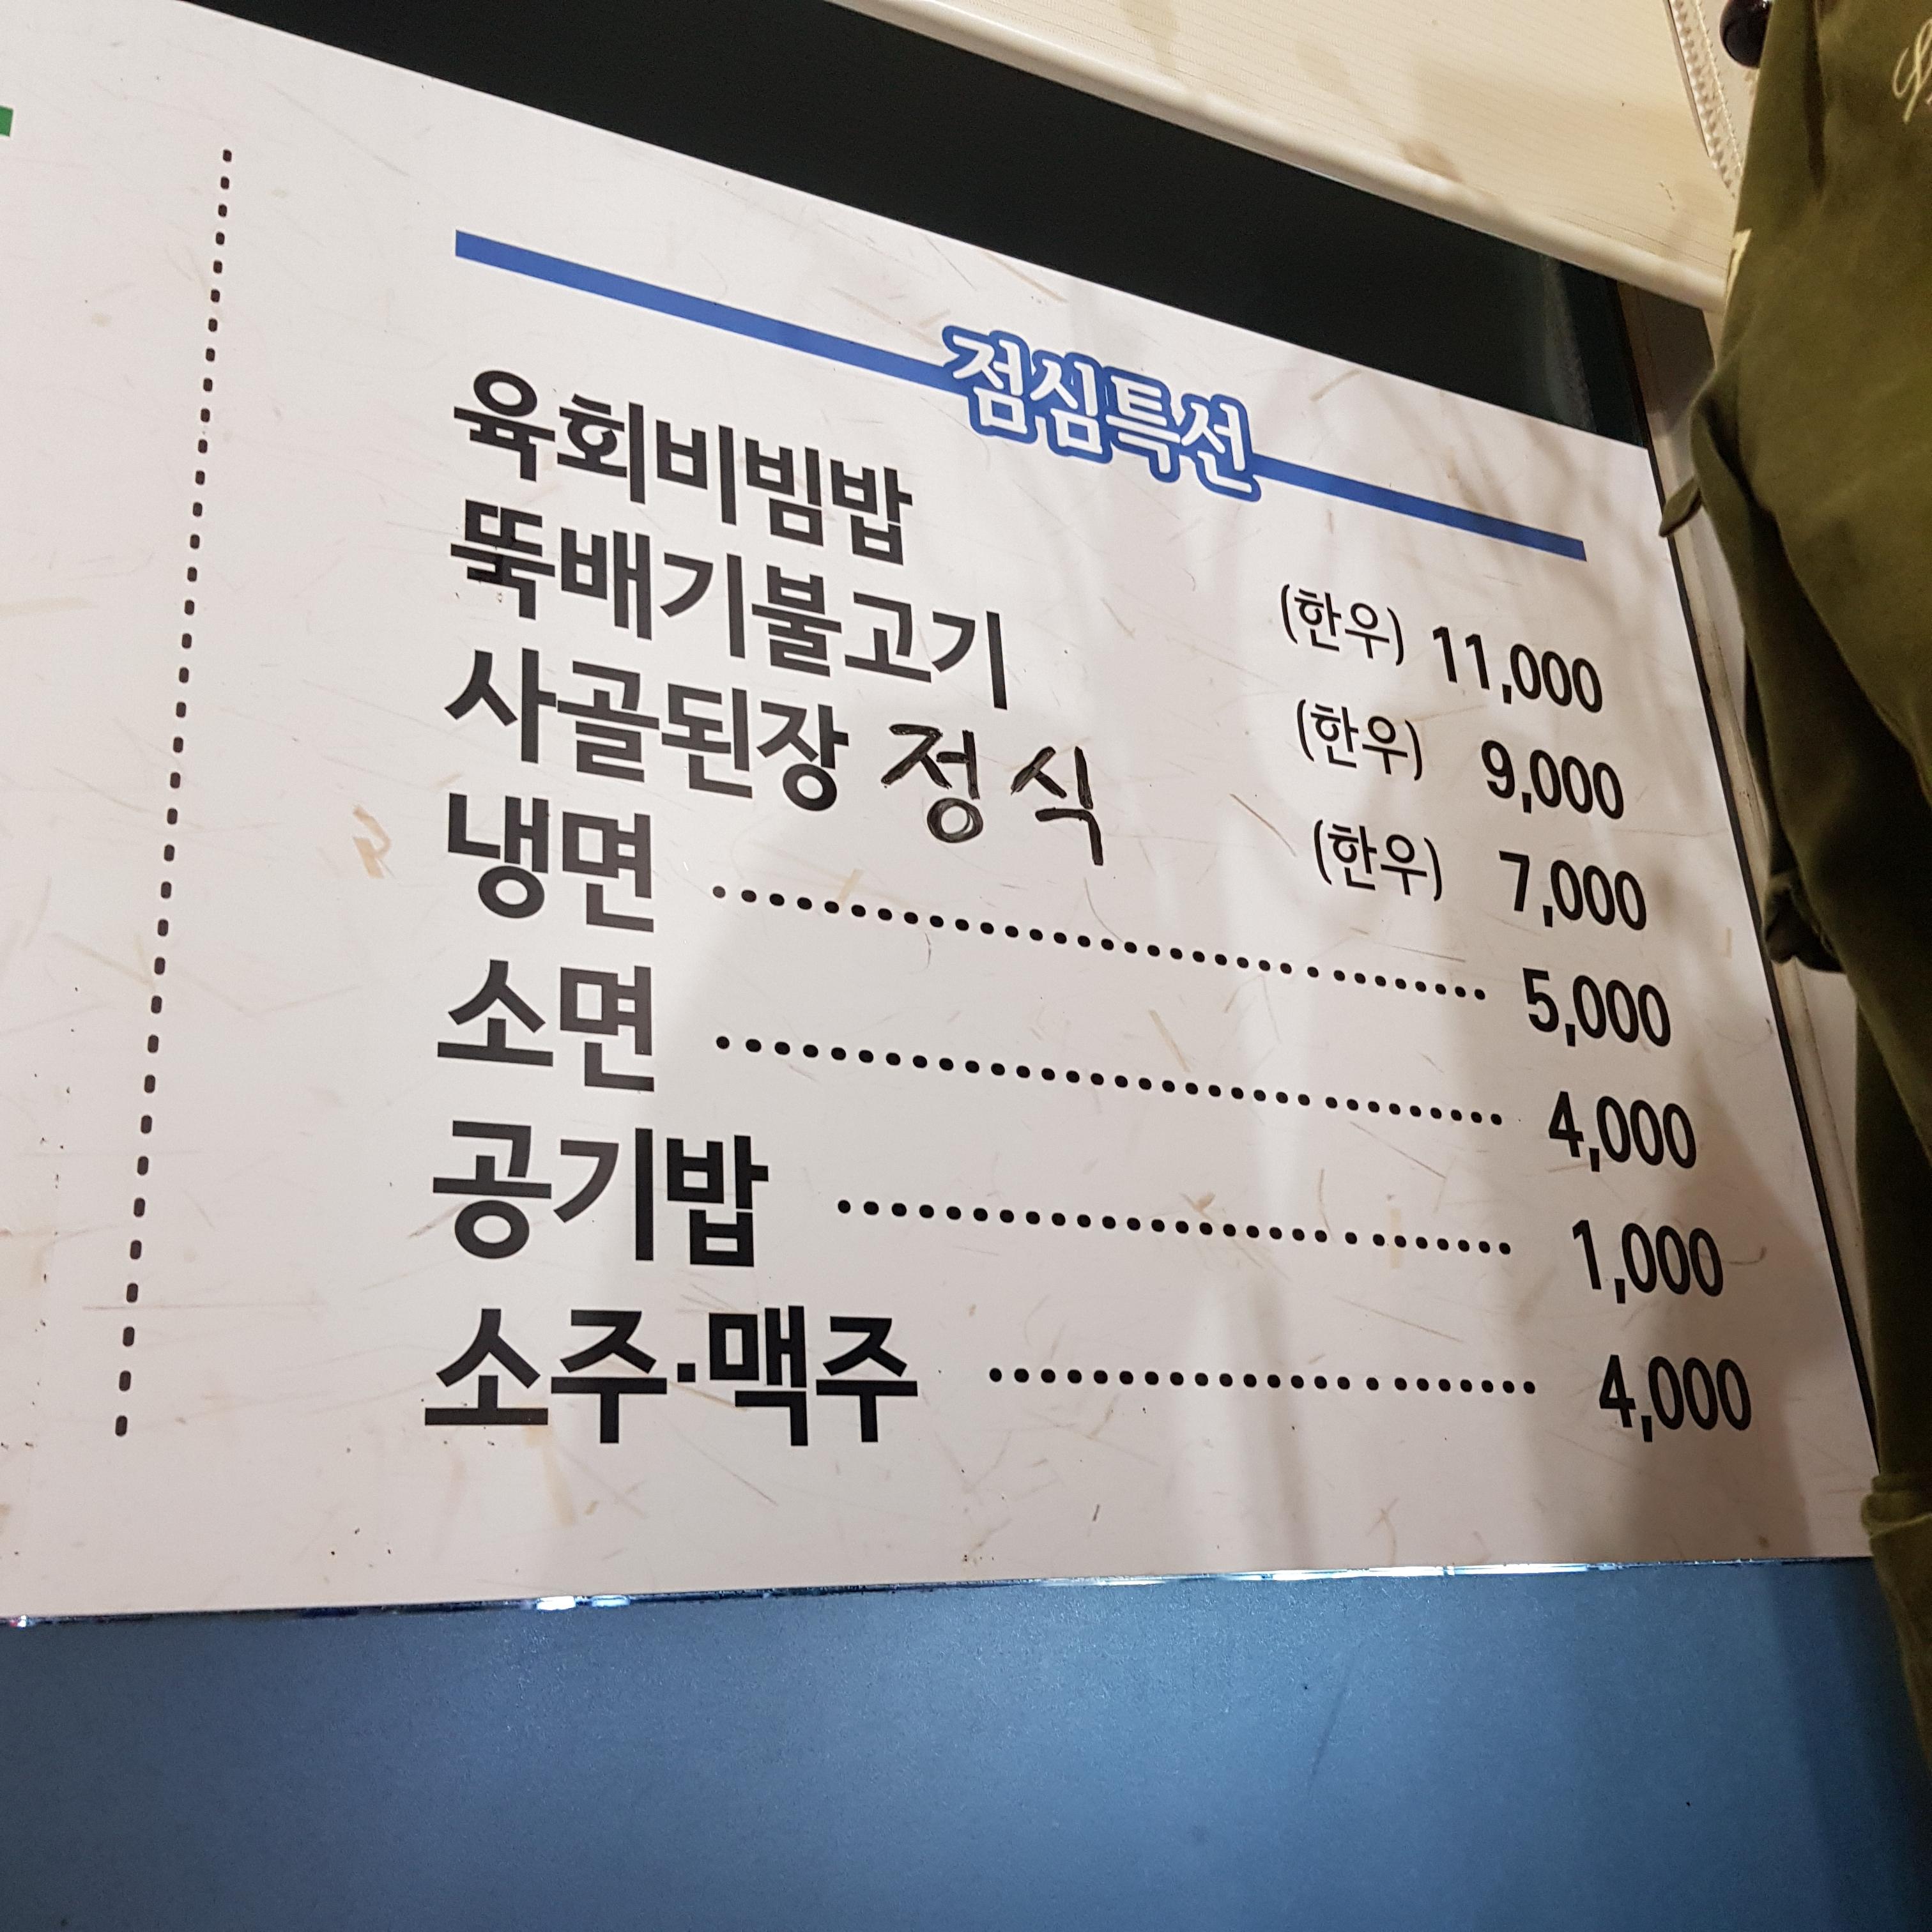 점심특선
육회비빔밥 (한우) 11,000
뚝배기불고기 (한우) 9,000
사골된장 정식 (한우) 7,000
냉면 5,000
소면 4,000
공기밥 1,000
소주·맥주 4,000